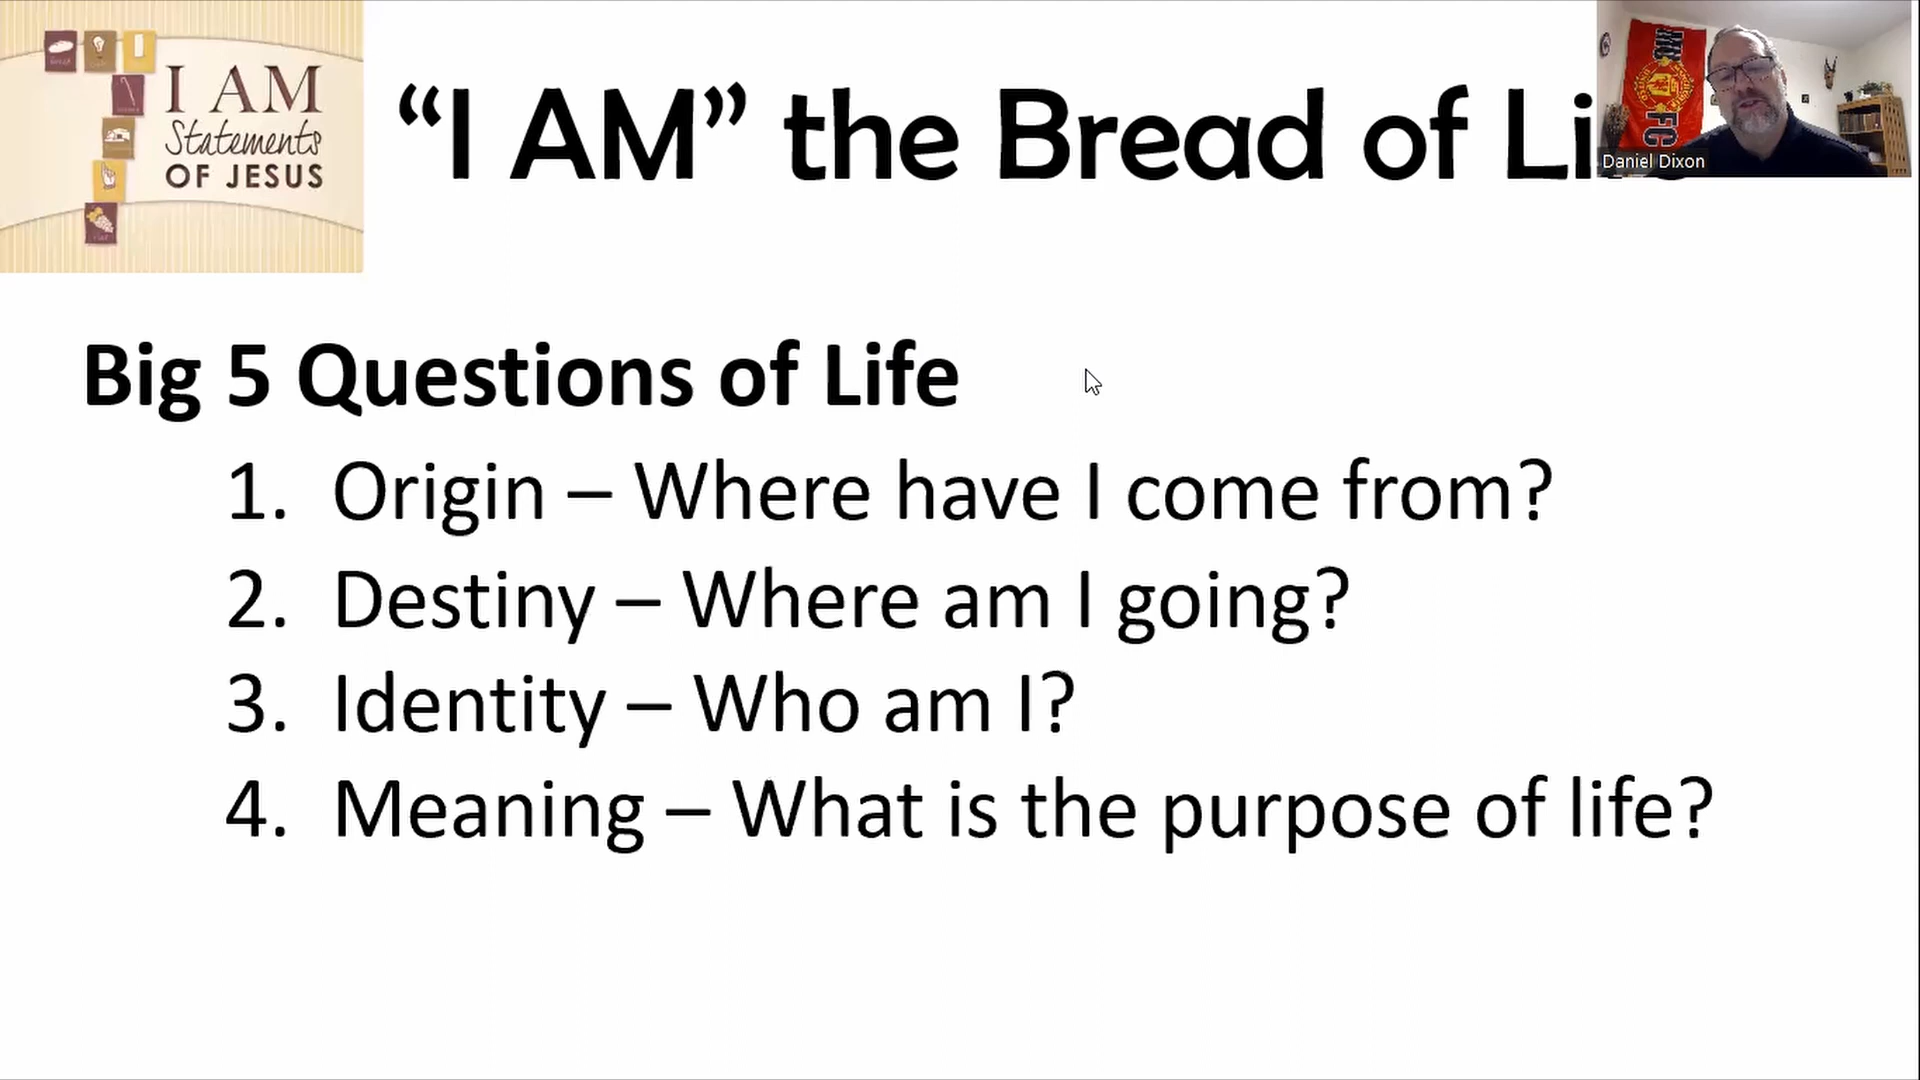 I AM
Statements
OF JESUS
“I AM” the Bread of
Daniel Dixon
Big 5 Questions of Life
1. Origin – Where have I come from?
2. Destiny – Where am I going?
3. Identity – Who am I?
4. Meaning – What is the purpose of life?